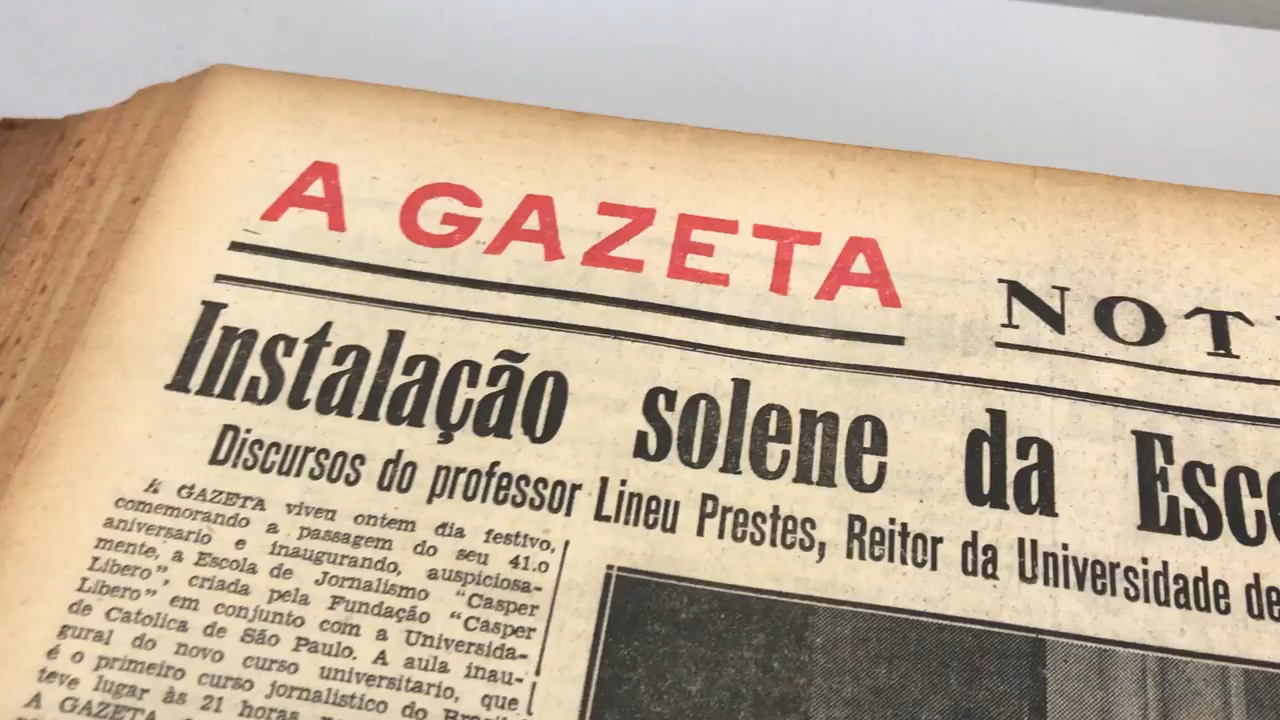 A GAZETA
NOT
Instalação solene da Esc
Discursos do professor Lineu Prestes, Reitor da Universidade de
A GAZETA viveu ontem dia festivo,
comemorando a passagem do seu 41.o
aniversario e inaugurando, auspiciosa-
mente, a Escola de Jornalismo "Casper
Libero", criada pela Fundação "Casper
Libero" em conjunto com a Universida-
de Catolica de São Paulo. A aula inau-
gural do novo curso universitario, que
é o primeiro curso jornalistico do Brasil
teve lugar às 21 horas
A GAZETA